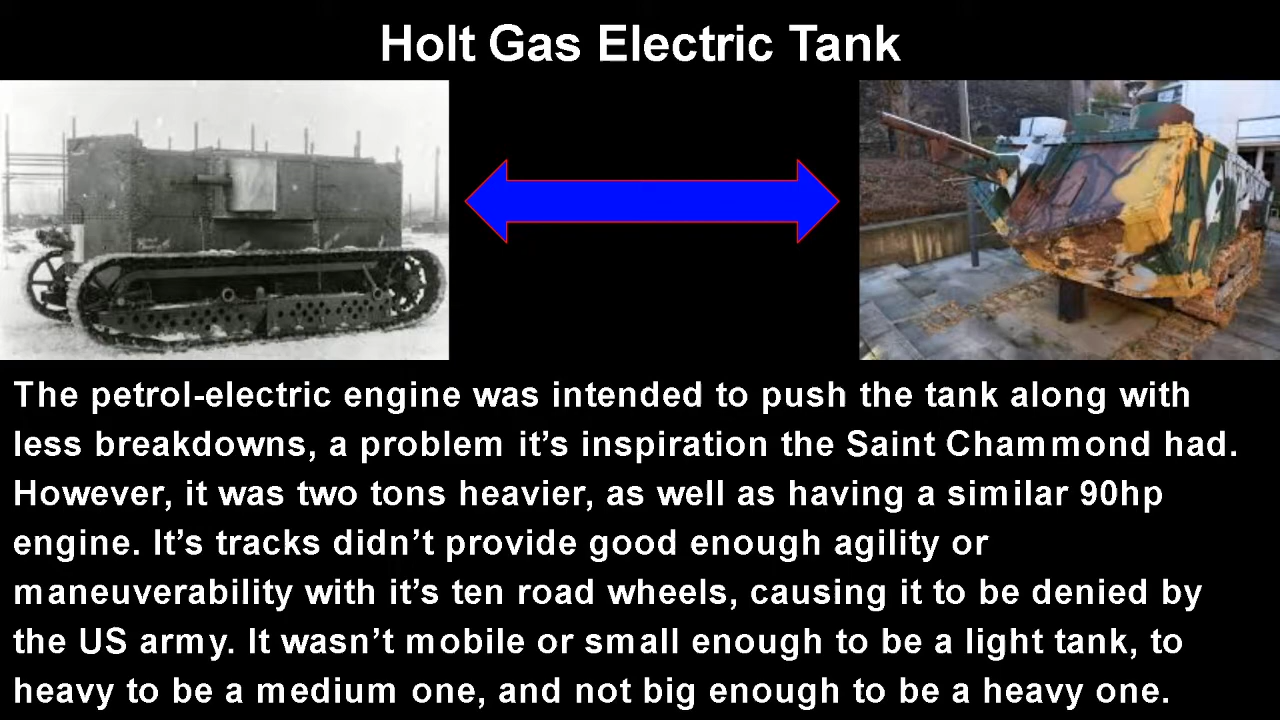 Holt Gas Electric Tank
The petrol-electric engine was intended to push the tank along with
less breakdowns, a problem it's inspiration the Saint Chammond had.
However, it was two tons heavier, as well as having a similar 90hp
engine. It's tracks didn't provide good enough agility or
maneuverability with it's ten road wheels, causing it to be denied by
the US army. It wasn't mobile or small enough to be a light tank, to
heavy to be a medium one, and not big enough to be a heavy one.